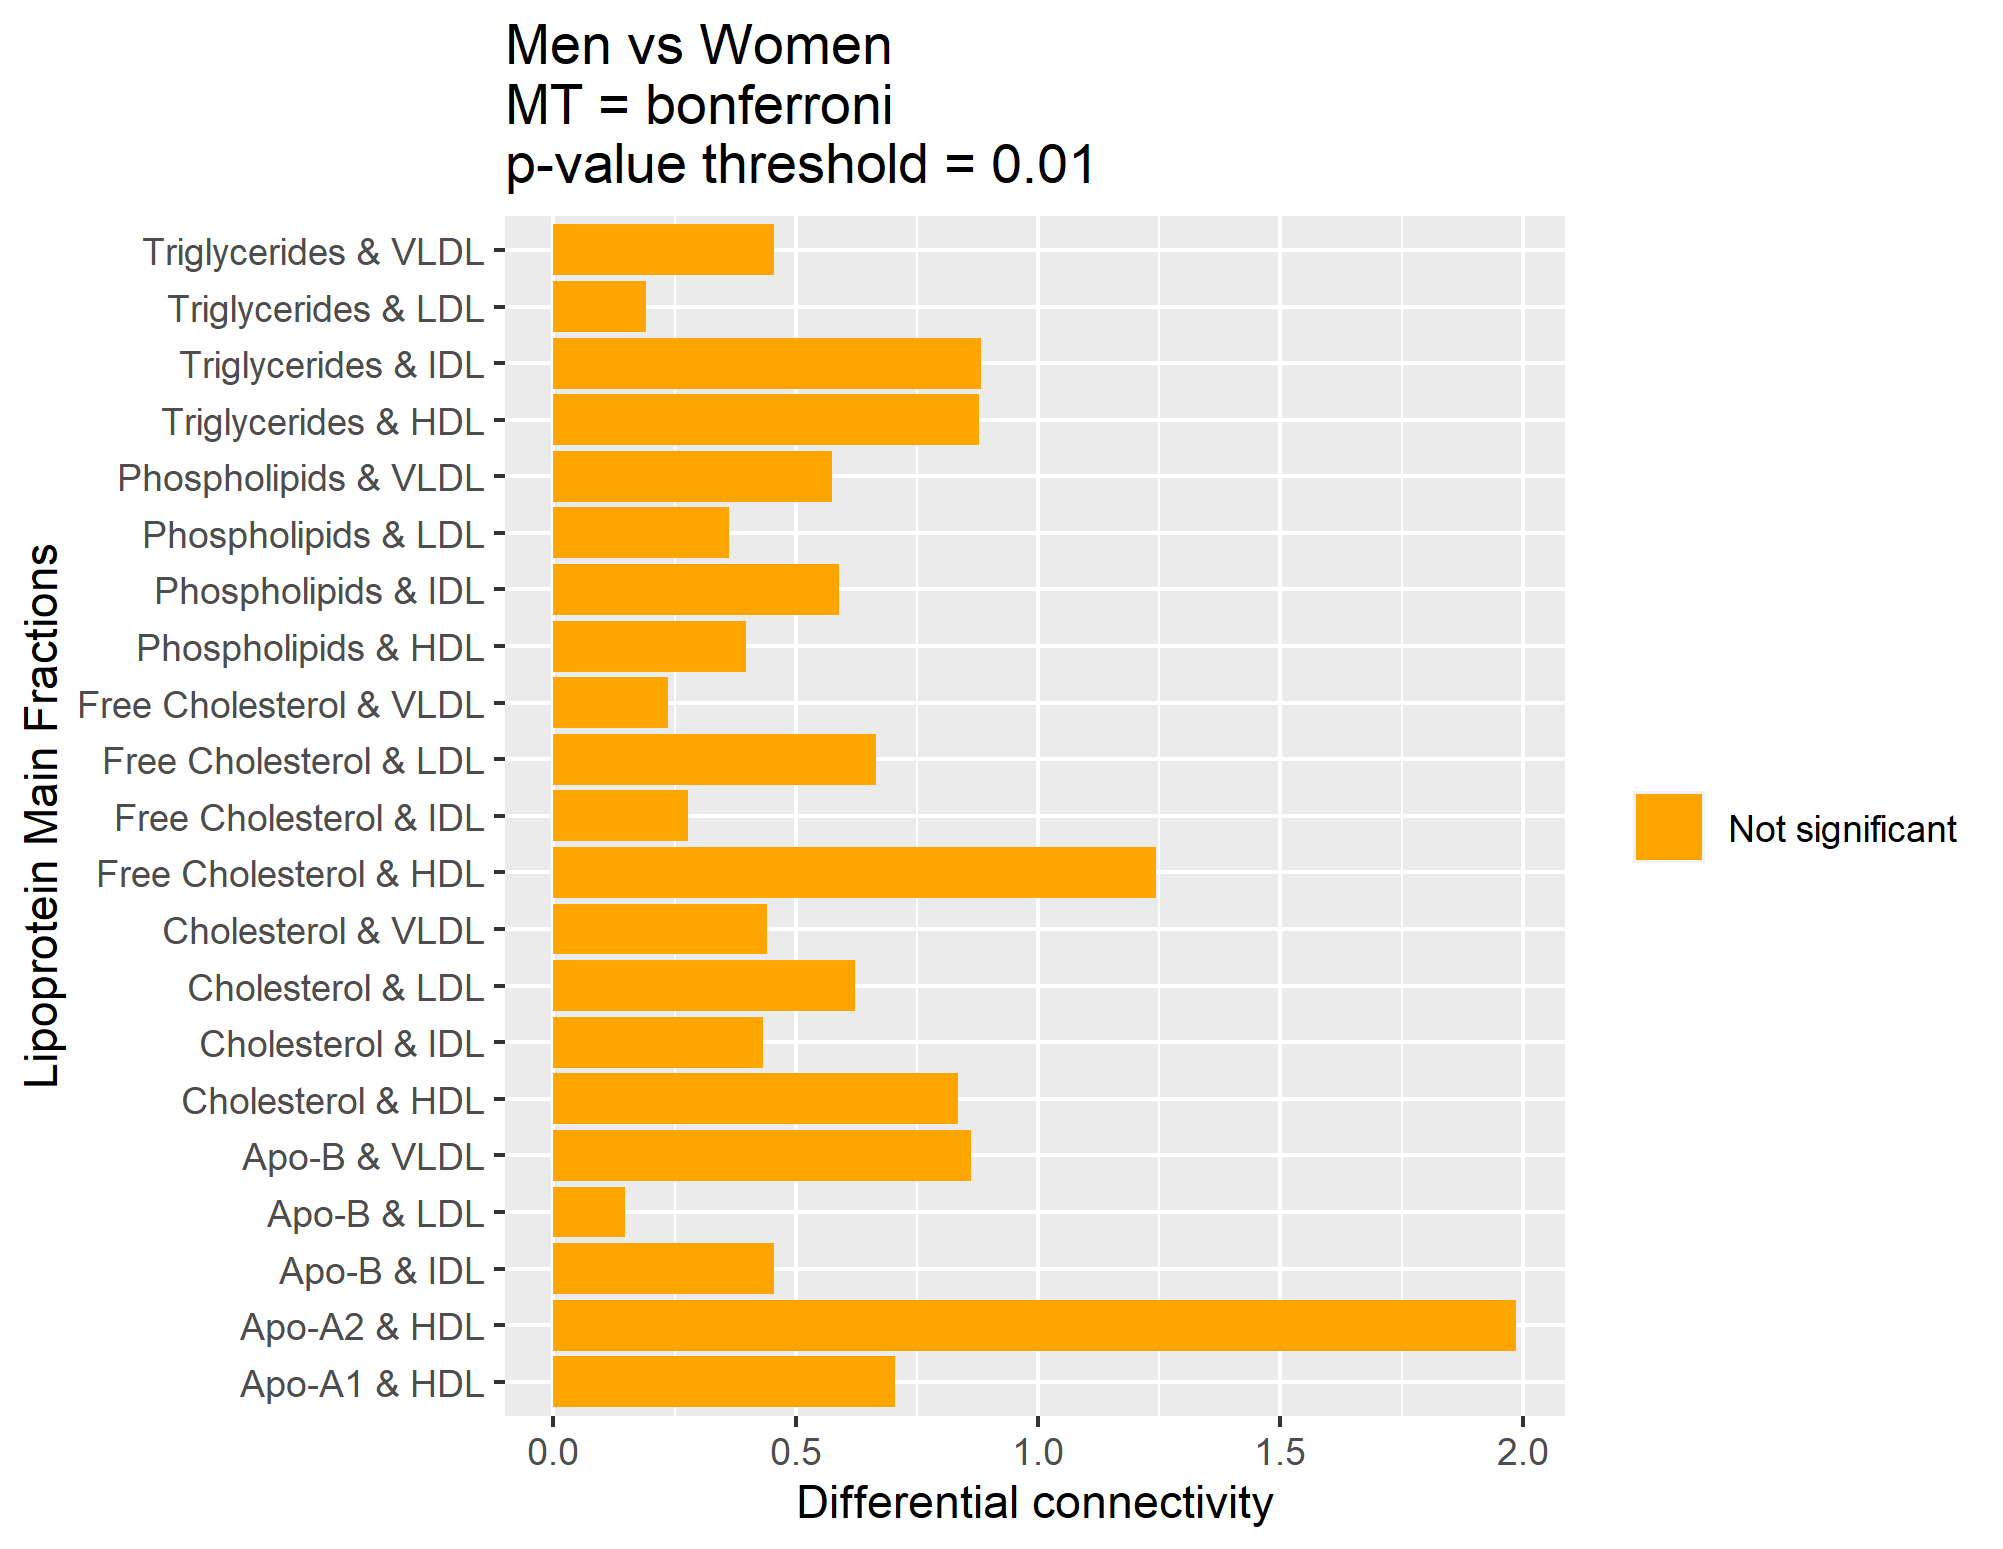 Men vs Women
MT = bonferroni
p-value threshold = 0.01
Lipoprotein Main Fractions
Triglycerides & VLDL
Triglycerides & LDL
Triglycerides & IDL
Triglycerides & HDL
Phospholipids & VLDL
Phospholipids & LDL
Phospholipids & IDL
Phospholipids & HDL
Free Cholesterol & VLDL
Free Cholesterol & LDL
Free Cholesterol & IDL
Free Cholesterol & HDL
Cholesterol & VLDL
Cholesterol & LDL
Cholesterol & IDL
Cholesterol & HDL
Apo-B & VLDL
Apo-B & LDL
Apo-B & IDL
Apo-A2 & HDL
Apo-A1 & HDL
0.0 0.5 1.0 1.5 2.0
Differential connectivity
Not significant